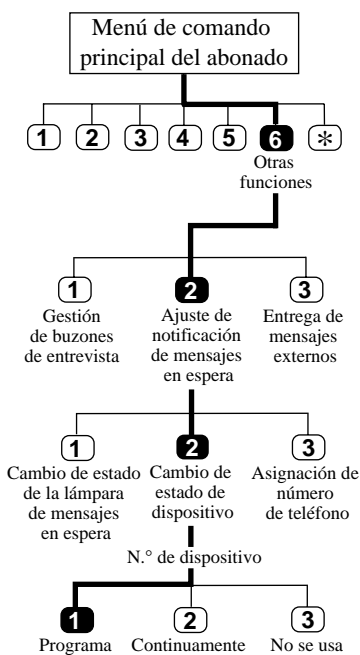 Menú de comando
principal del abonado
1 2 3 4 5 6 *
Otras
funciones
1 2 3
Gestión
de buzones
de entrevista
Ajuste de
notificación
de mensajes
en espera
Entrega de
mensajes
externos
1 2 3
Cambio de estado
de la lámpara
de mensajes
en espera
Cambio de
estado de
dispositivo
Asignación de
número
de teléfono
N.° de dispositivo
1 2 3
Programa Continuamente No se usa